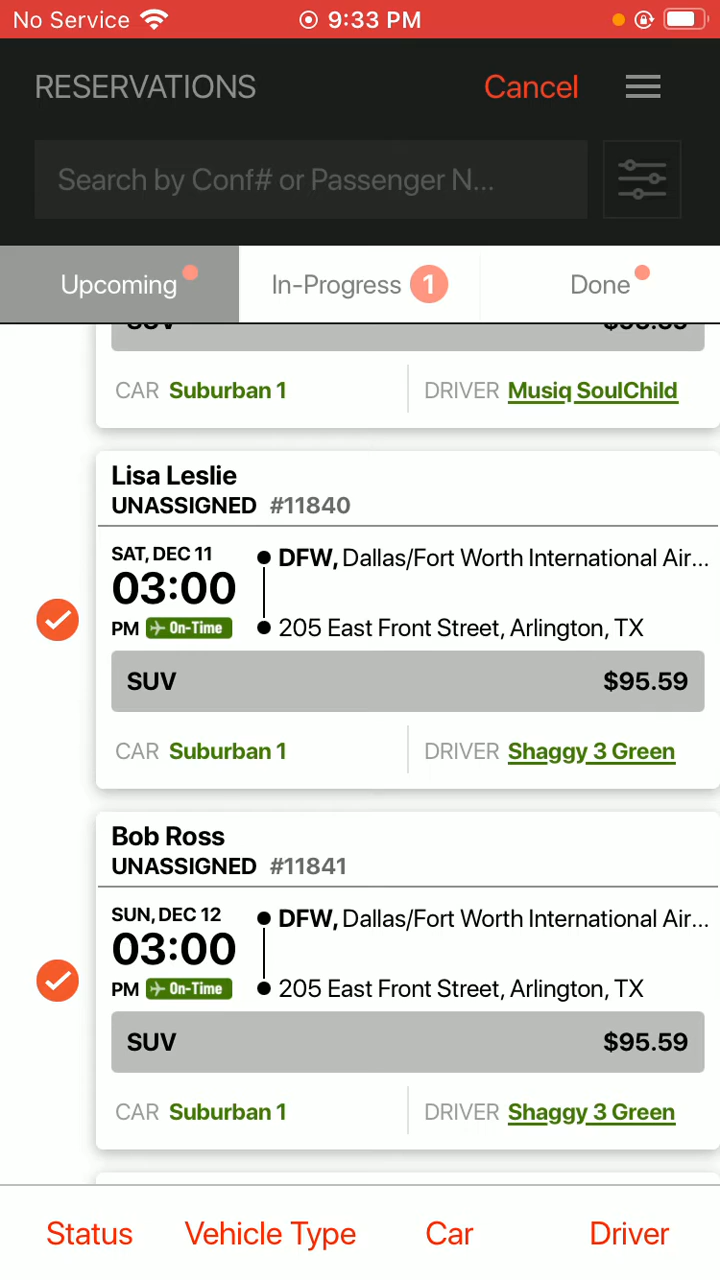 No Service 9:33 PM
RESERVATIONS Cancel
Search by Conf# or Passenger N...
Upcoming In-Progress 1 Done
CAR Suburban 1 DRIVER Musiq SoulChild
Lisa Leslie
UNASSIGNED #11840
SAT, DEC 11
03:00
PM On-Time
DFW, Dallas/Fort Worth International Air...
205 East Front Street, Arlington, TX
SUV $95.59
CAR Suburban 1 DRIVER Shaggy 3 Green
Bob Ross
UNASSIGNED #11841
SUN, DEC 12
03:00
PM On-Time
DFW, Dallas/Fort Worth International Air...
205 East Front Street, Arlington, TX
SUV $95.59
CAR Suburban 1 DRIVER Shaggy 3 Green
Status Vehicle Type Car Driver